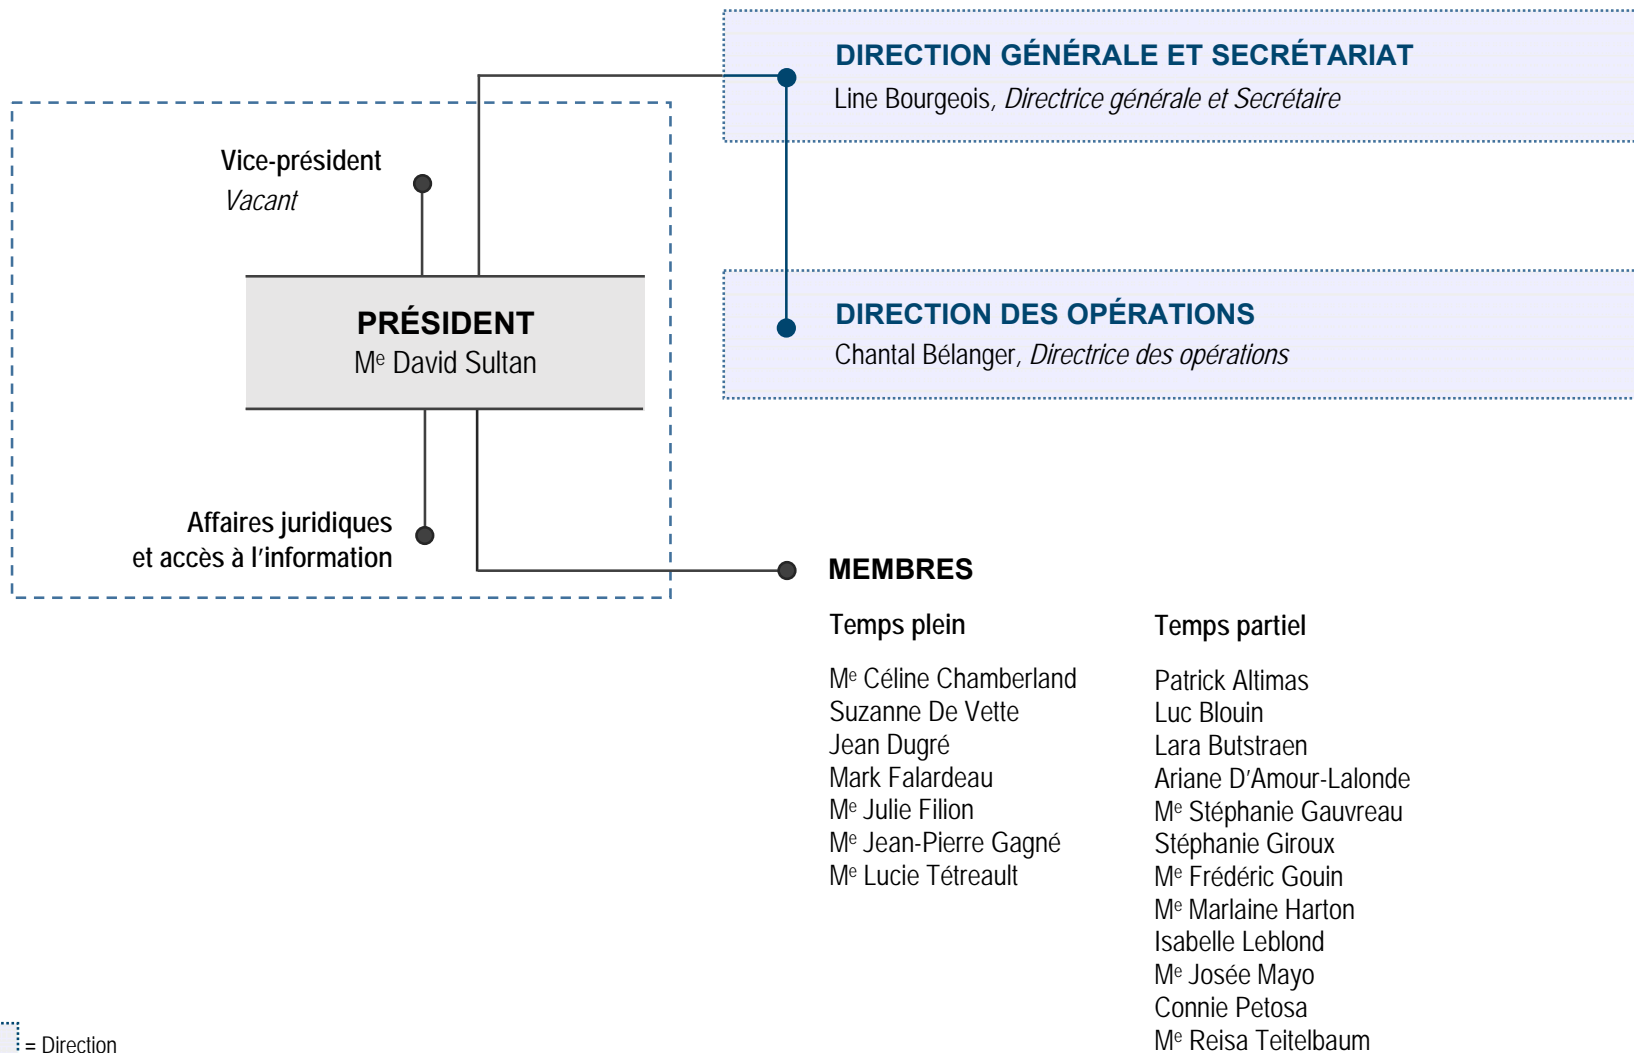 DIRECTION GÉNÉRALE ET SECRÉTARIAT
Line Bourgeois, Directrice générale et Secrétaire
Vice-président
Vacant
PRÉSIDENT
Me David Sultan
DIRECTION DES OPÉRATIONS
Chantal Bélanger, Directrice des opérations
Affaires juridiques
et accès à l’information
MEMBRES
Temps plein
Me Céline Chamberland
Suzanne De Vette
Jean Dugré
Mark Falardeau
Me Julie Filion
Me Jean-Pierre Gagné
Me Lucie Tétreault
Temps partiel
Patrick Altimas
Luc Blouin
Lara Butstraen
Ariane D’Amour-Lalonde
Me Stéphanie Gauvreau
Stéphanie Giroux
Me Frédéric Gouin
Me Marlaine Harton
Isabelle Leblond
Me Josée Mayo
Connie Petosa
Me Reisa Teitelbaum
= Direction